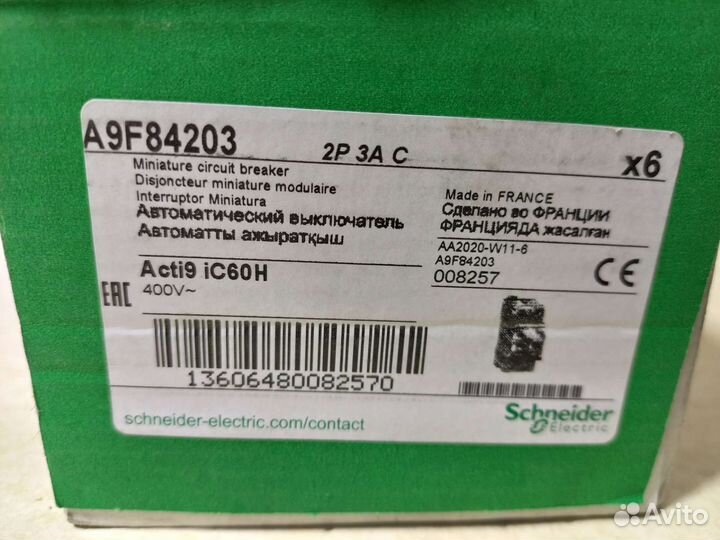 A9F84203
2P 3A C
x6
Miniature circuit breaker
Disjoncteur miniature modulaire
Interruptor Miniatura
Автоматический выключатель
Автоматты ажыратқыш
Made in FRANCE
Сделано во ФРАНЦИИ
ФРАНЦИЯДА жасалған
AA2020-W11-6
A9F84203
008257
CE
Acti9 iC60H
EAC
400V~
13606480082570
schneider-electric.com/contact
Schneider
Electric
Avito